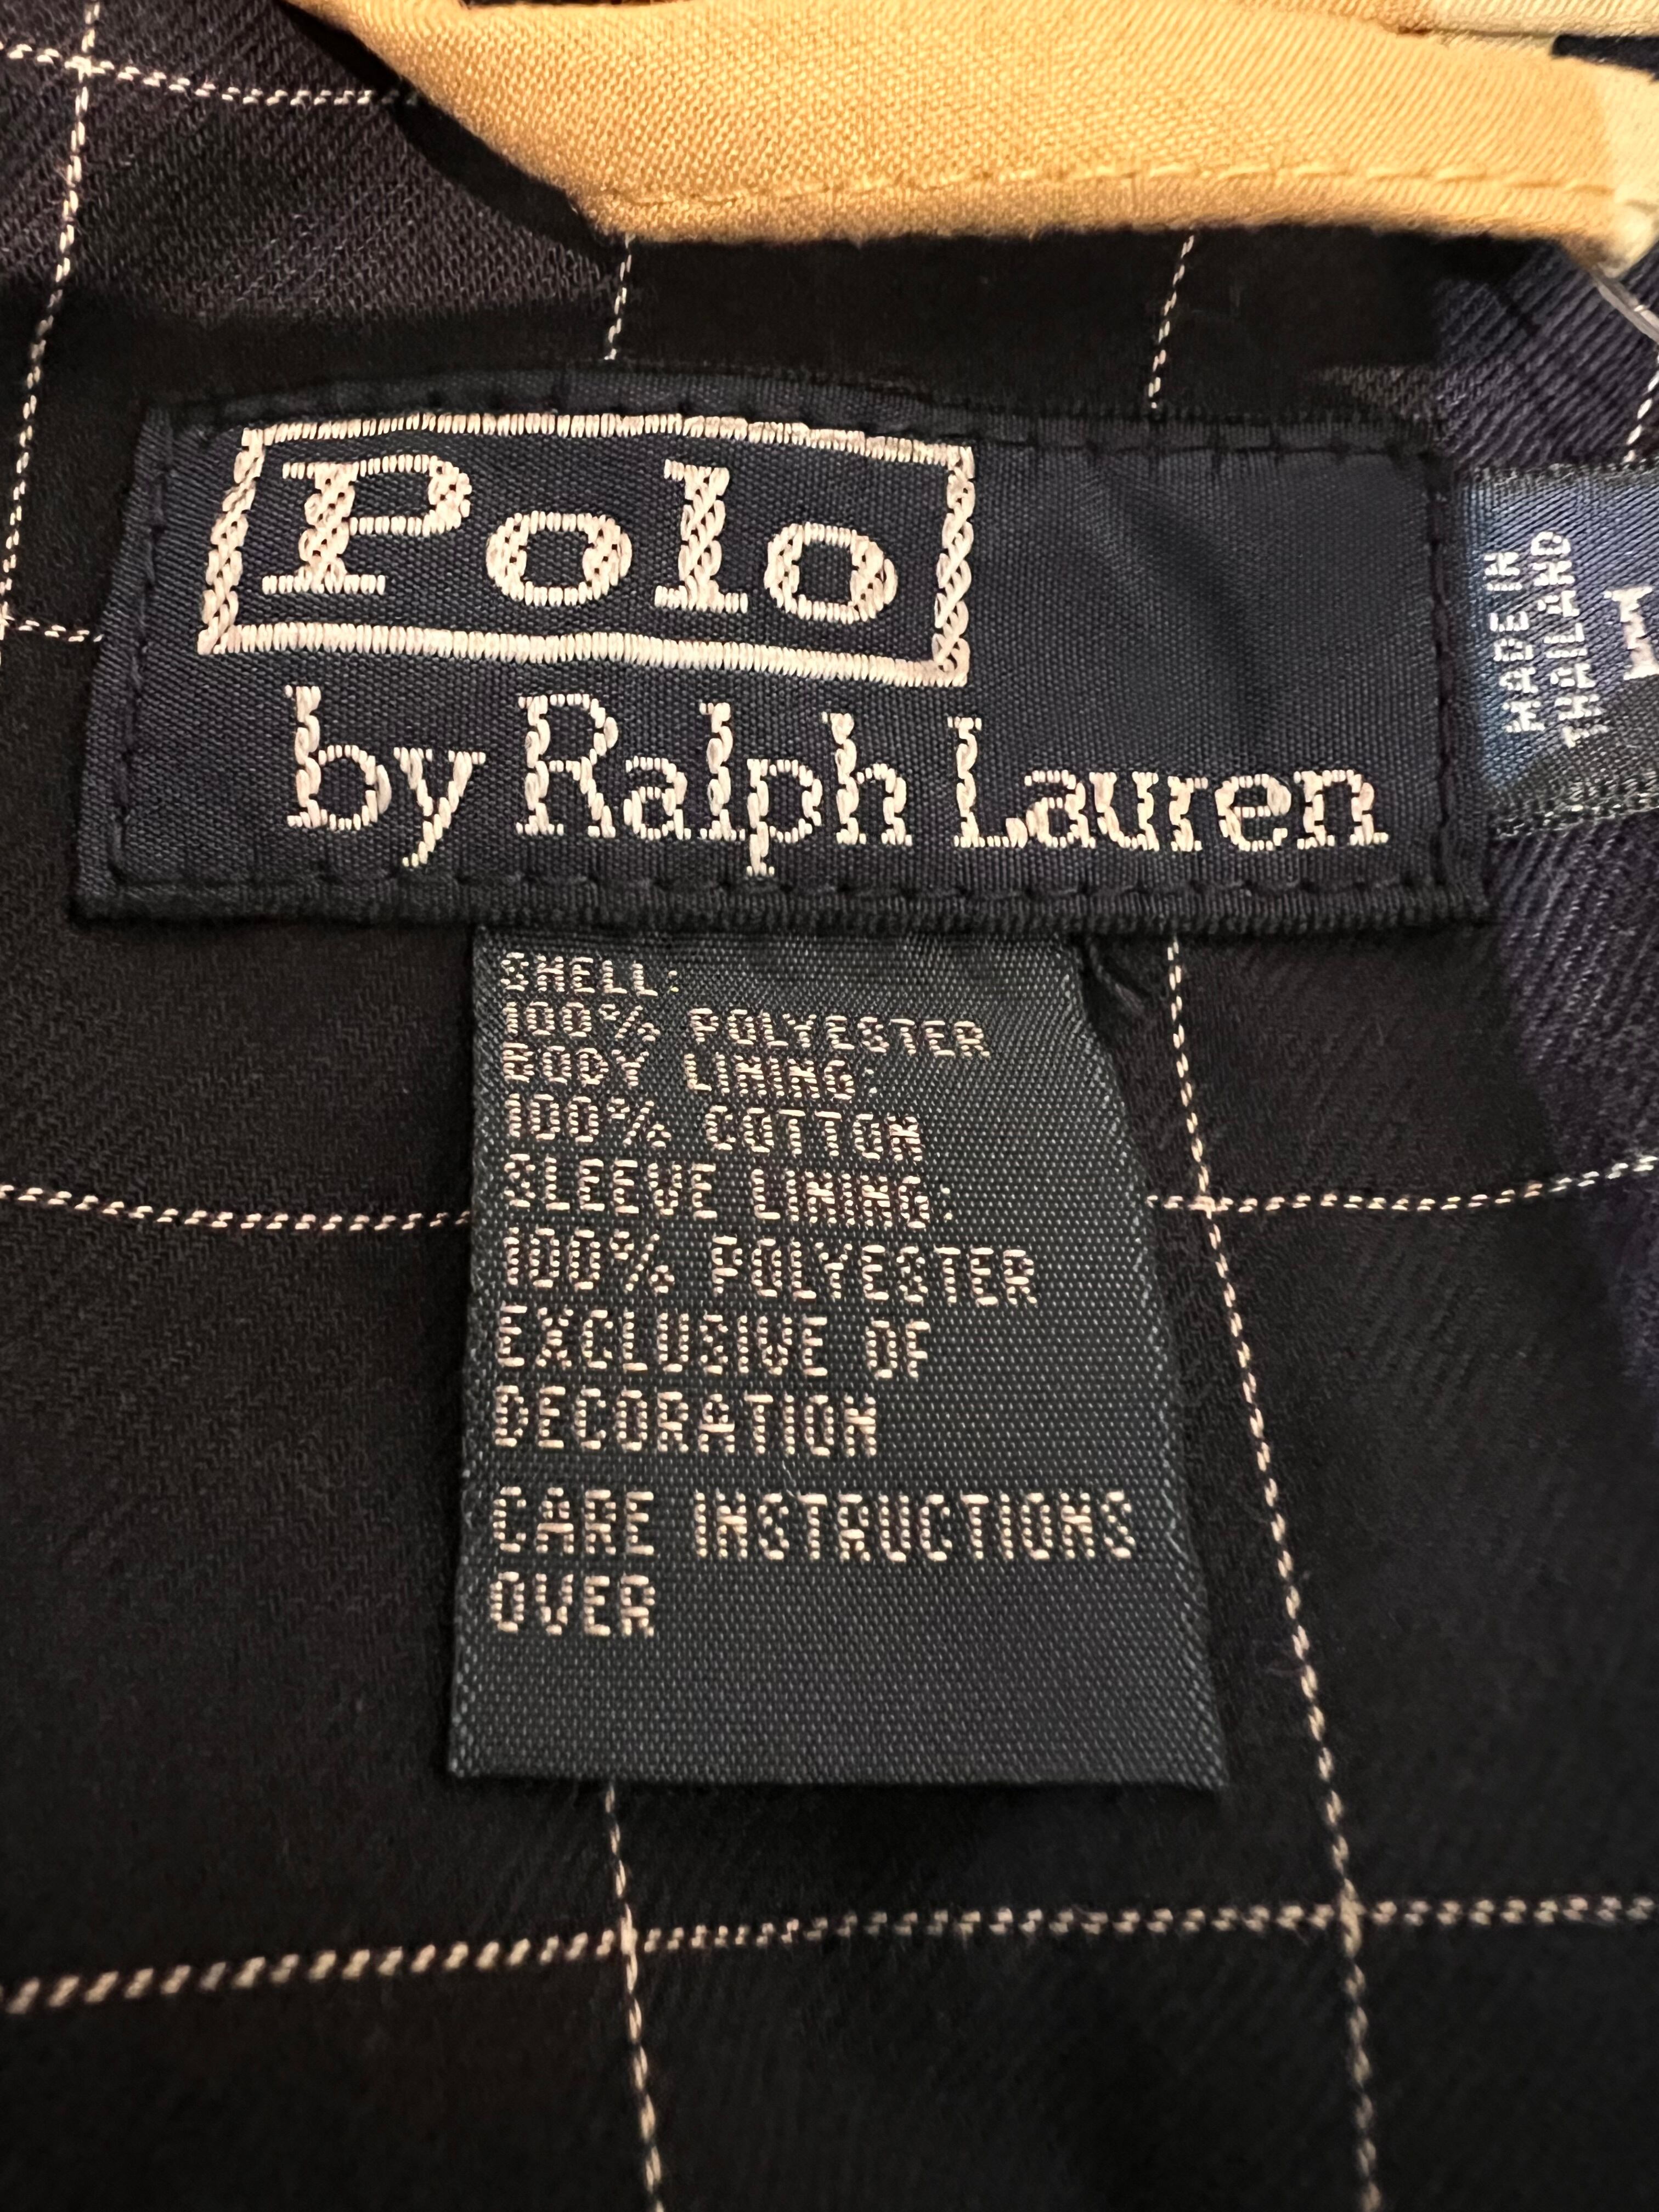 Polo
by Ralph Lauren
MADE IN
THAILAND
SHELL:
100% POLYESTER
BODY LINING:
100% COTTON
SLEEVE LINING:
100% POLYESTER
EXCLUSIVE OF
DECORATION
CARE INSTRUCTIONS
OVER